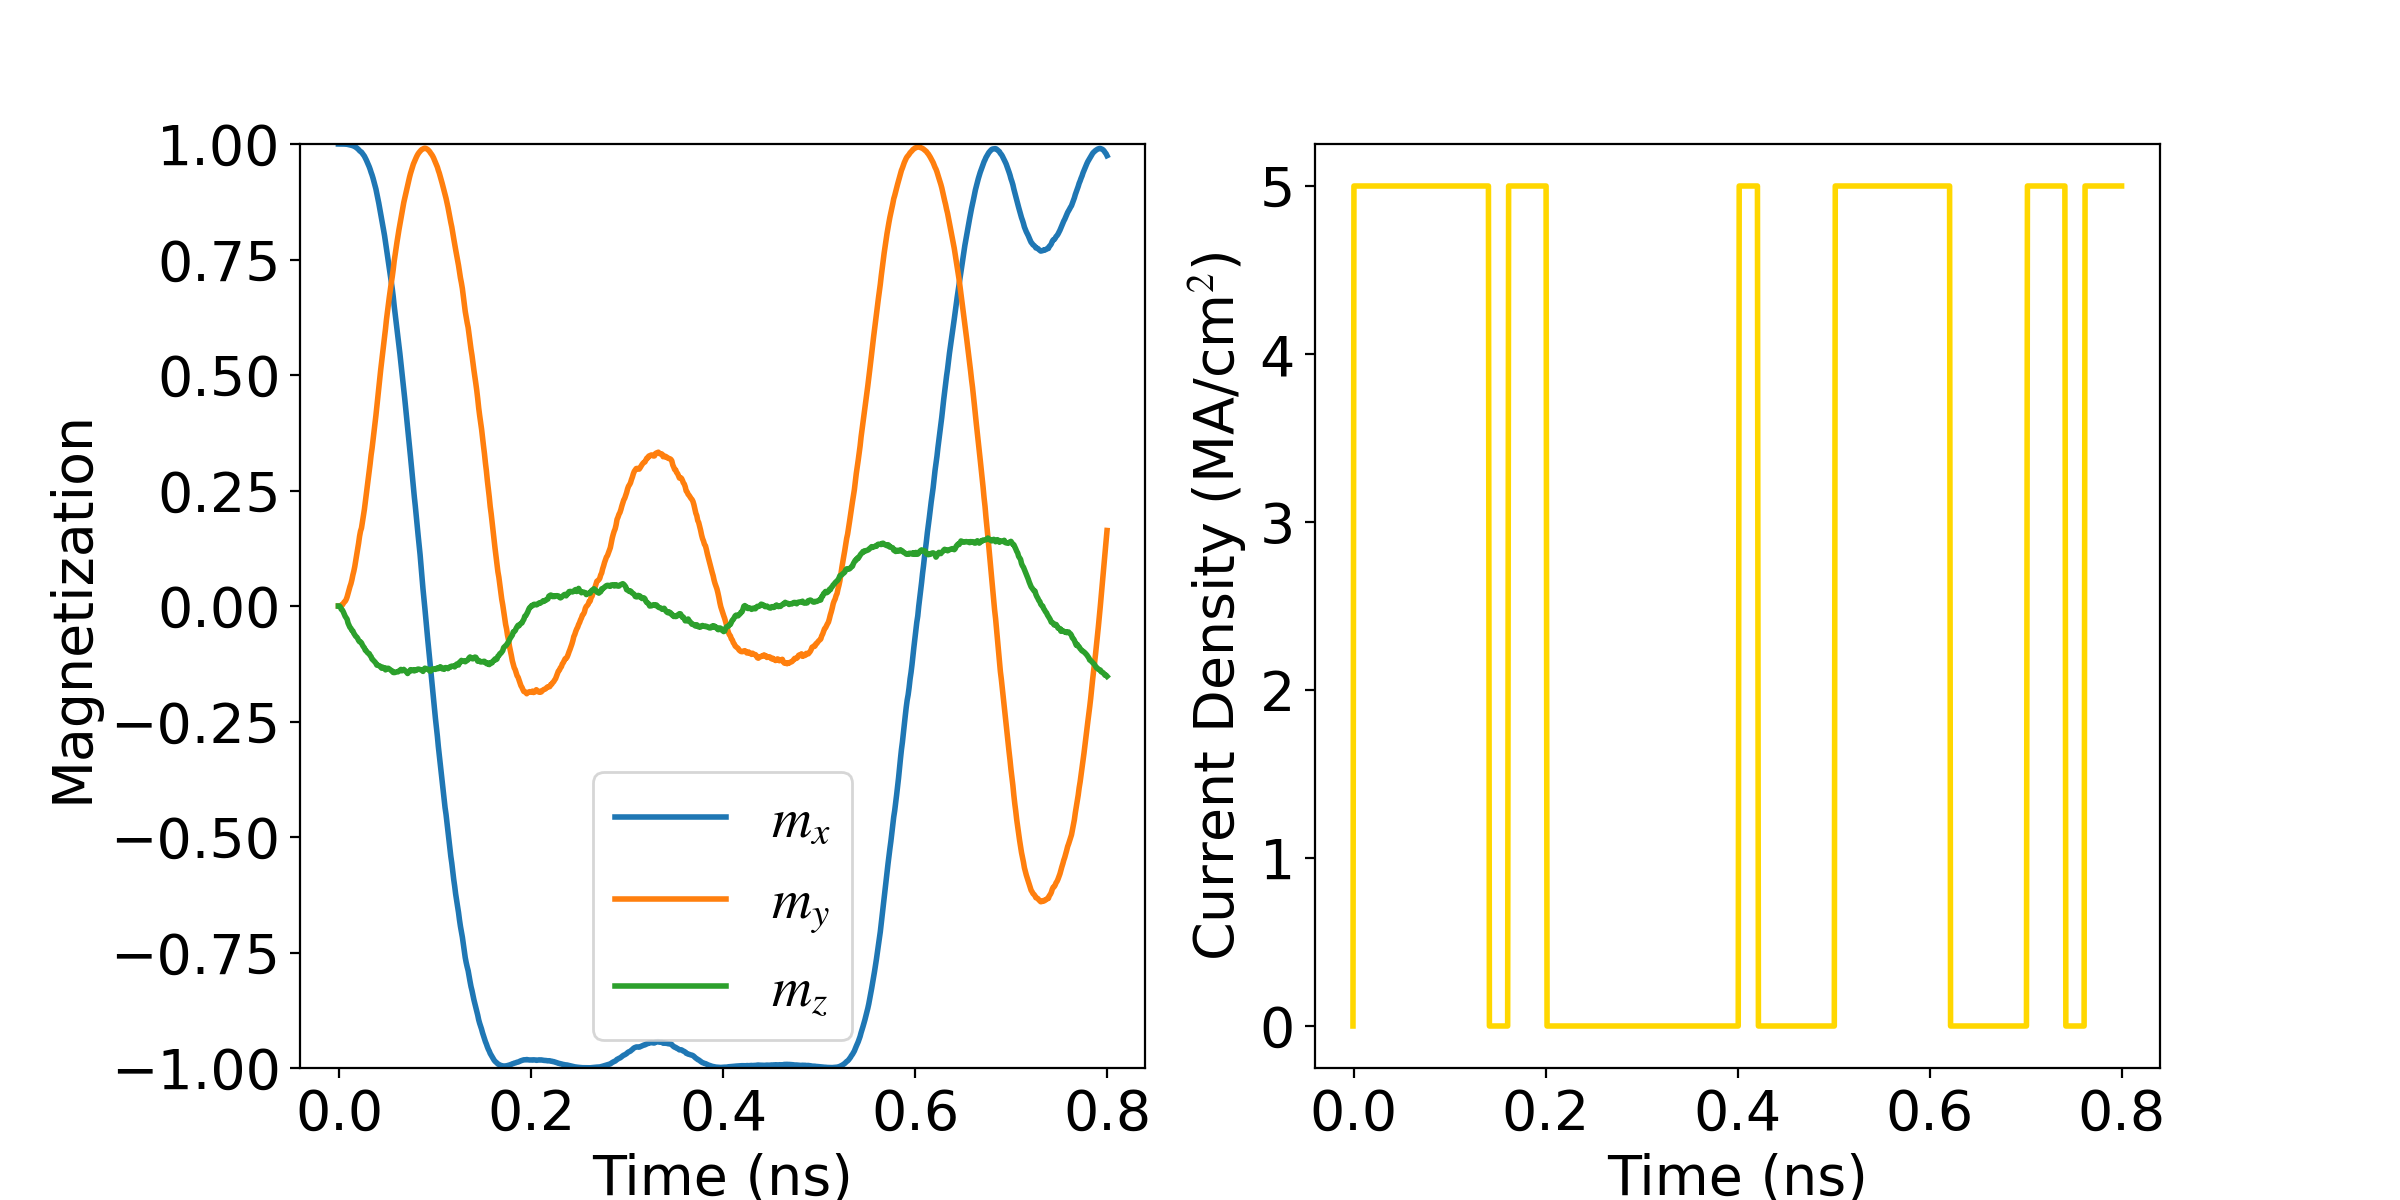 Magnetization
1.00
0.75
0.50
0.25
0.00
−0.25
−0.50
−0.75
−1.00
0.0 0.2 0.4 0.6 0.8
Time (ns)
mₓ
m_y
m_z
Current Density (MA/cm²)
5
4
3
2
1
0
0.0 0.2 0.4 0.6 0.8
Time (ns)